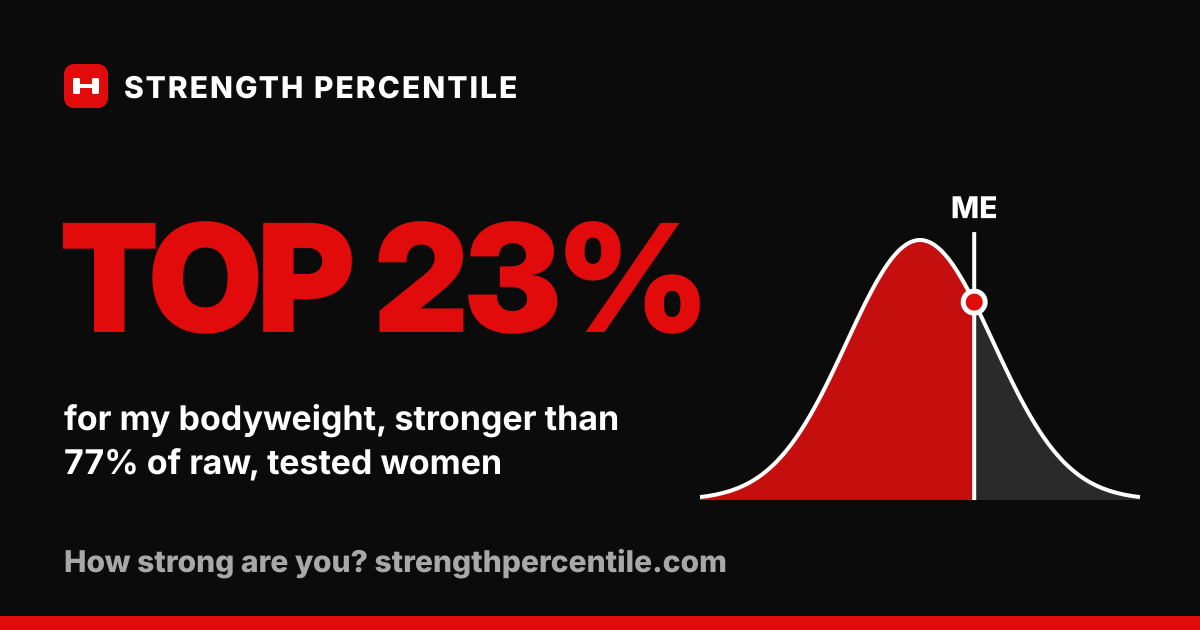 STRENGTH PERCENTILE
TOP 23%
ME
for my bodyweight, stronger than
77% of raw, tested women
How strong are you? strengthpercentile.com